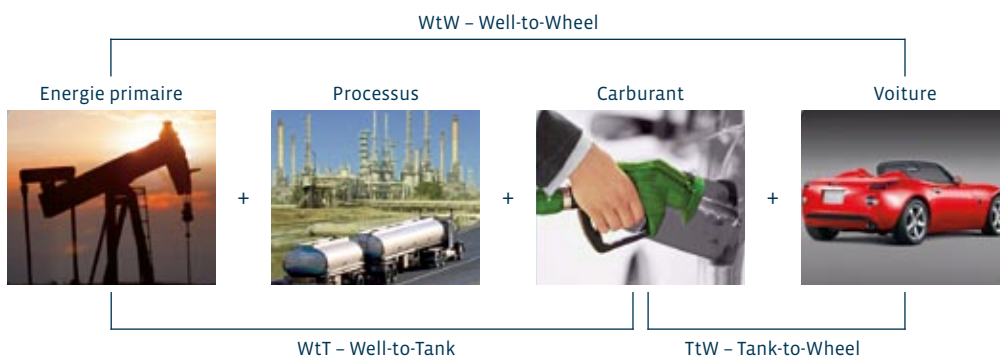 WtW – Well-to-Wheel
Energie primaire
Processus
Carburant
Voiture
+
+
+
WtT – Well-to-Tank
TtW – Tank-to-Wheel